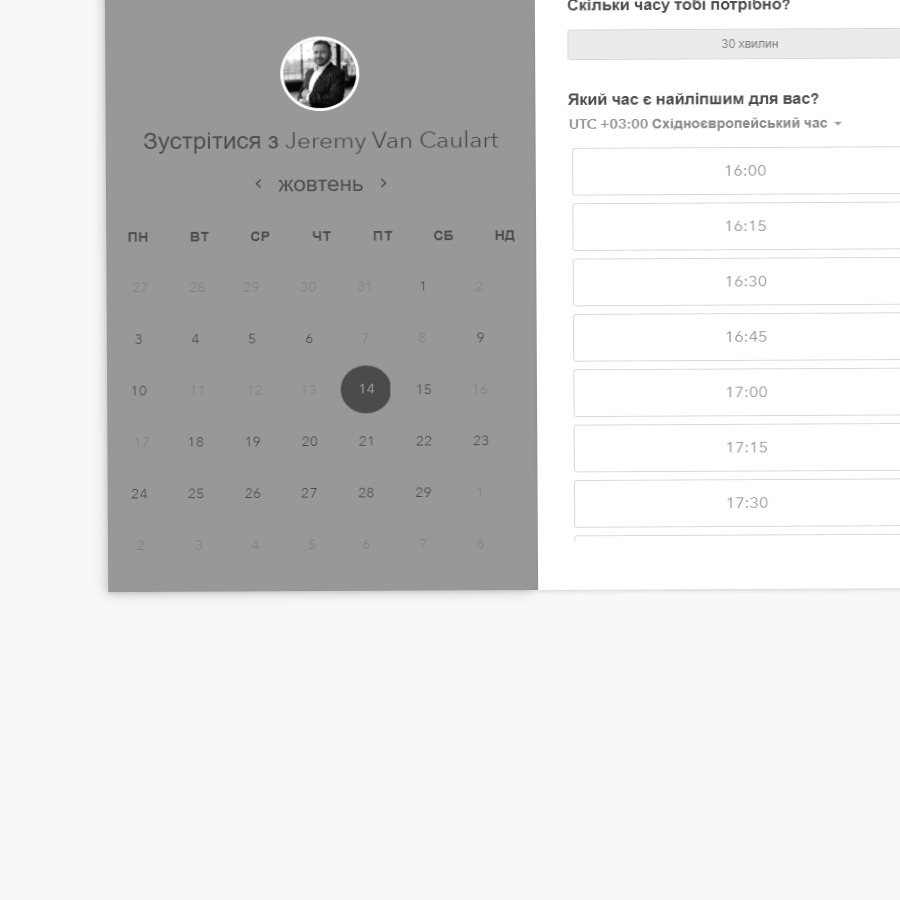 Зустрітися з Jeremy Van Caulart
‹ жовтень ›
ПН ВТ СР ЧТ ПТ СБ НД
27 28 29 30 31 1 2
3 4 5 6 7 8 9
10 11 12 13 14 15 16
17 18 19 20 21 22 23
24 25 26 27 28 29 1
2 3 4 5 6 7 8
Скільки часу тобі потрібно?
30 хвилин
Який час є найліпшим для вас?
UTC +03:00 Східноєвропейський час
16:00
16:15
16:30
16:45
17:00
17:15
17:30